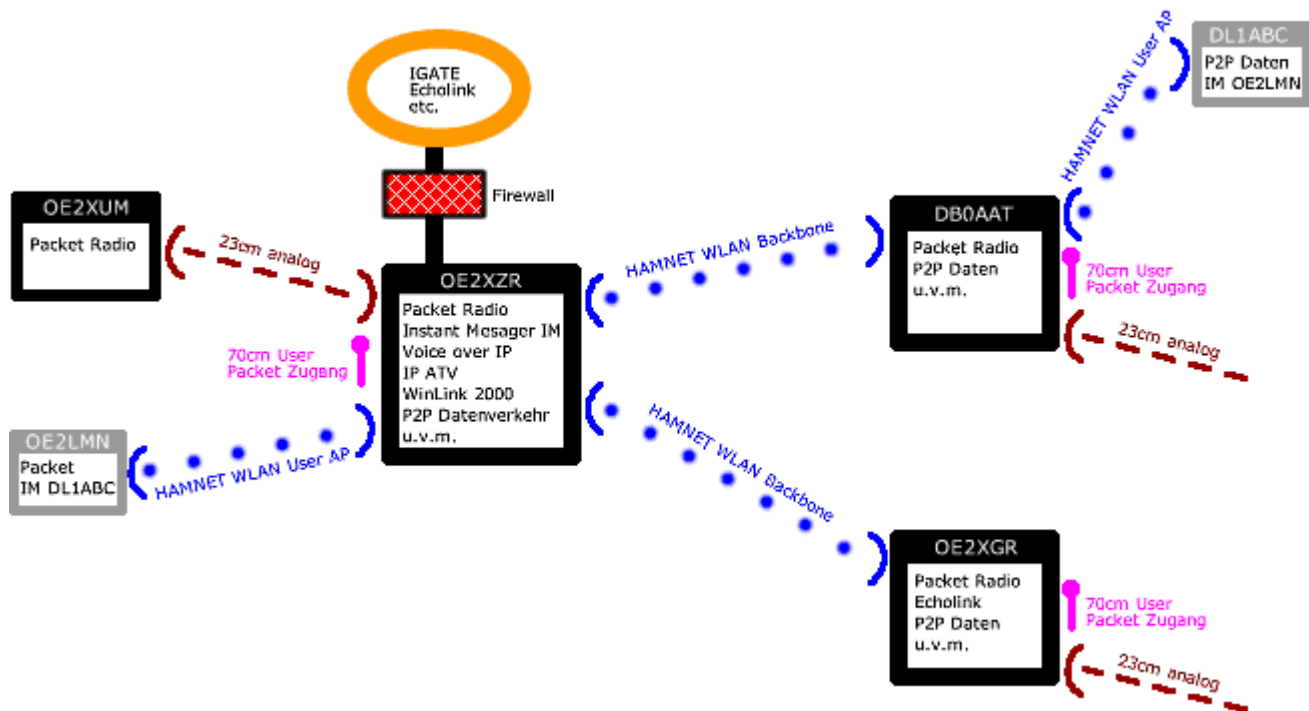 IGATE
Echolink
etc.
Firewall
OE2XUM
Packet Radio
23cm analog
OE2XZR
Packet Radio
Instant Mesager IM
Voice over IP
IP ATV
WinLink 2000
P2P Datenverkehr
u.v.m.
70cm User
Packet Zugang
OE2LMN
Packet
IM DL1ABC
HAMNET WLAN User AP
HAMNET WLAN Backbone
HAMNET WLAN Backbone
DL1ABC
P2P Daten
IM OE2LMN
HAMNET WLAN User AP
DB0AAT
Packet Radio
P2P Daten
u.v.m.
70cm User
Packet Zugang
23cm analog
OE2XGR
Packet Radio
Echolink
P2P Daten
u.v.m.
70cm User
Packet Zugang
23cm analog